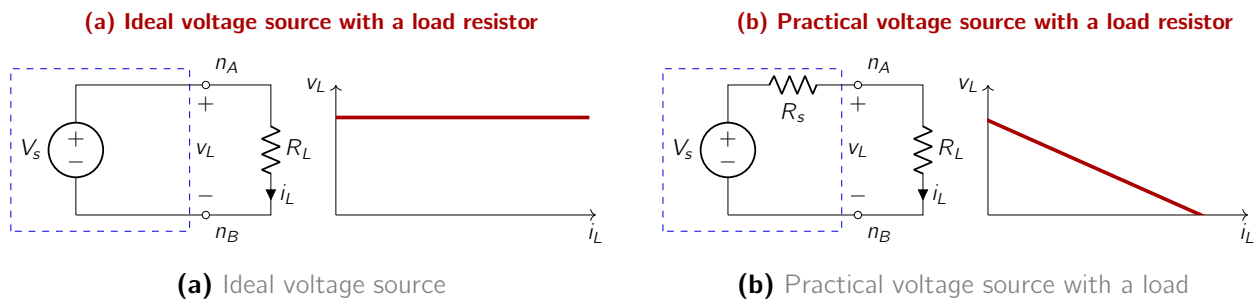 (a) Ideal voltage source with a load resistor
n_A
+
V_s
+
−
v_L
R_L
−
i_L
n_B
v_L
i_L
(a) Ideal voltage source
(b) Practical voltage source with a load resistor
n_A
R_s
+
V_s
+
−
v_L
R_L
−
i_L
n_B
v_L
i_L
(b) Practical voltage source with a load